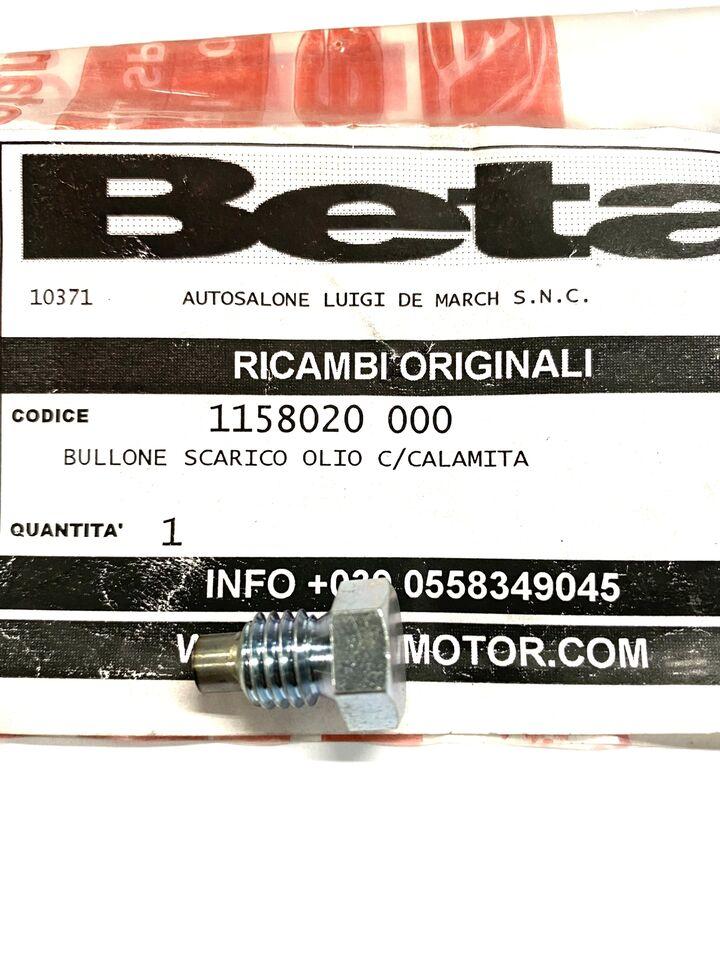 Beta
10371 AUTOSALONE LUIGI DE MARCH S.N.C.
RICAMBI ORIGINALI
CODICE 1158020 000
BULLONE SCARICO OLIO C/CALAMITA
QUANTITA' 1
INFO +039 0558349045
MOTOR.COM